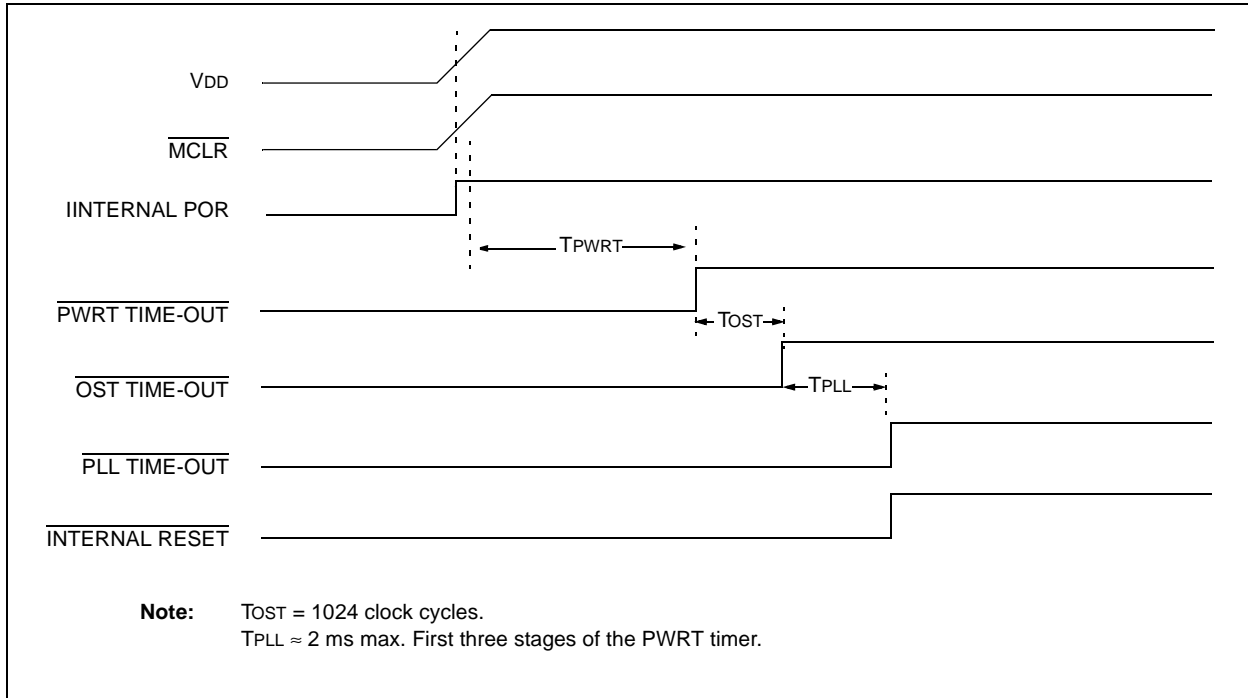 VDD
MCLR
IINTERNAL POR
TPWRT
PWRT TIME-OUT
TOST
OST TIME-OUT
TPLL
PLL TIME-OUT
INTERNAL RESET
Note: TOST = 1024 clock cycles.
TPLL ≈ 2 ms max. First three stages of the PWRT timer.